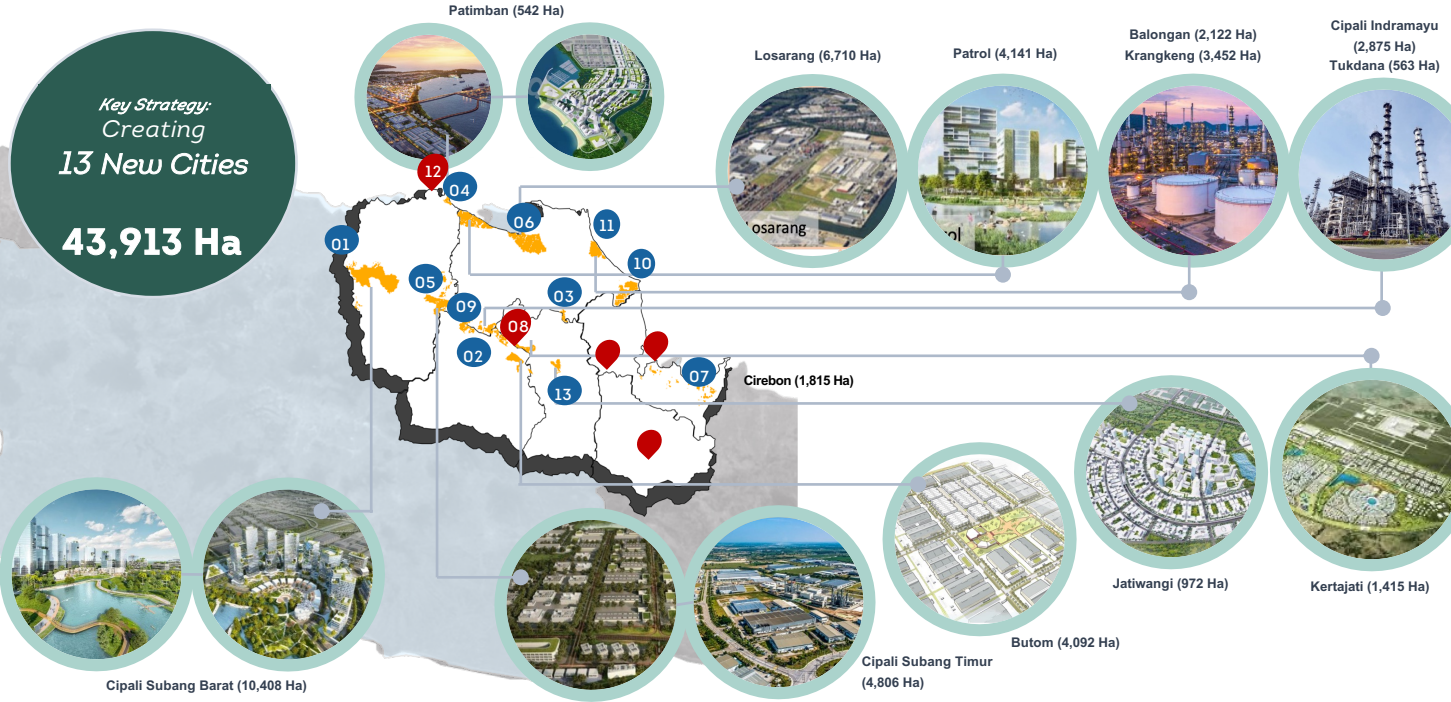 Key Strategy:
Creating
13 New Cities
43,913 Ha
Patimban (542 Ha)
Losarang (6,710 Ha)
Patrol (4,141 Ha)
Balongan (2,122 Ha)
Krangkeng (3,452 Ha)
Cipali Indramayu
(2,875 Ha)
Tukdana (563 Ha)
12
04
06
11
01
10
05
03
09
08
02
07
13
Cirebon (1,815 Ha)
Jatiwangi (972 Ha)
Kertajati (1,415 Ha)
Butom (4,092 Ha)
Cipali Subang Timur
(4,806 Ha)
Cipali Subang Barat (10,408 Ha)